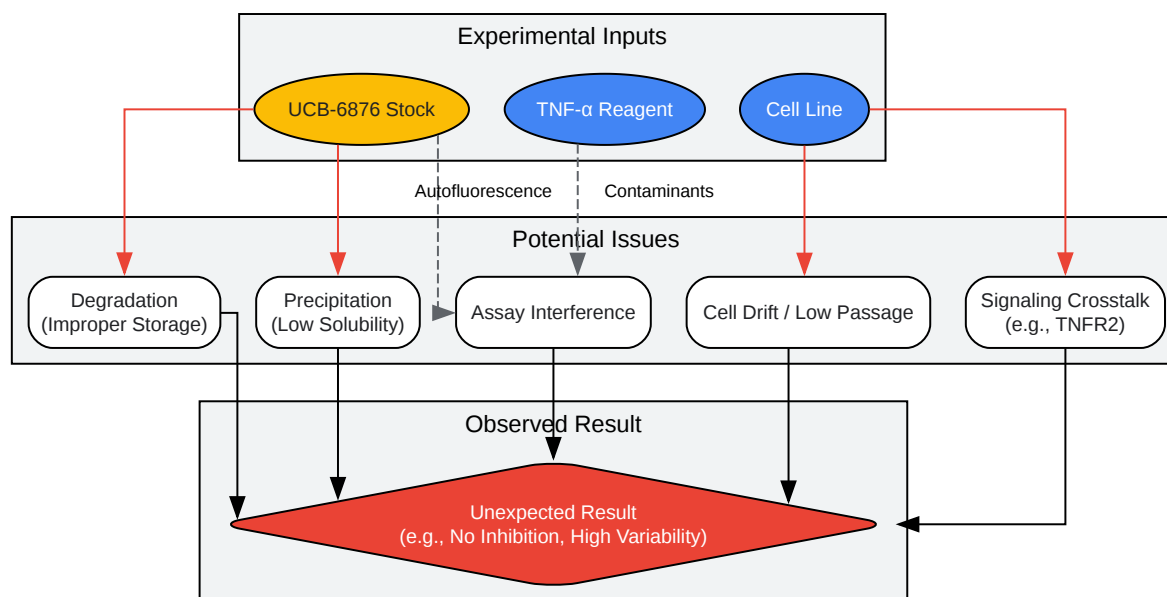 Experimental Inputs
UCB-6876 Stock
TNF-α Reagent
Cell Line
Autofluorescence
Contaminants
Potential Issues
Degradation
(Improper Storage)
Precipitation
(Low Solubility)
Assay Interference
Cell Drift / Low Passage
Signaling Crosstalk
(e.g., TNFR2)
Observed Result
Unexpected Result
(e.g., No Inhibition, High Variability)